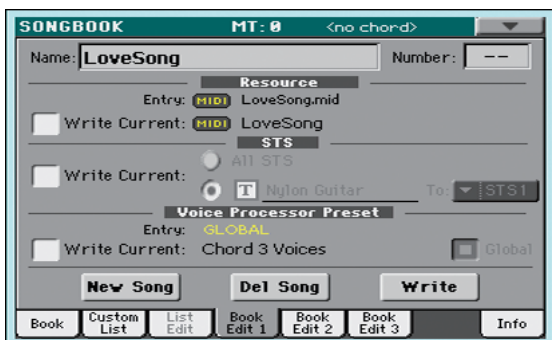 SONGBOOK MT: 0 <no chord>
Name: LoveSong Number: --
Resource
Entry: MIDI LoveSong.mid
Write Current: MIDI LoveSong
STS
All STS
Write Current:
T Nylon Guitar To: STS1
Voice Processor Preset
Entry: GLOBAL
Write Current: Chord 3 Voices Global
New Song Del Song Write
Book Custom List List Edit Book Edit 1 Book Edit 2 Book Edit 3 Info